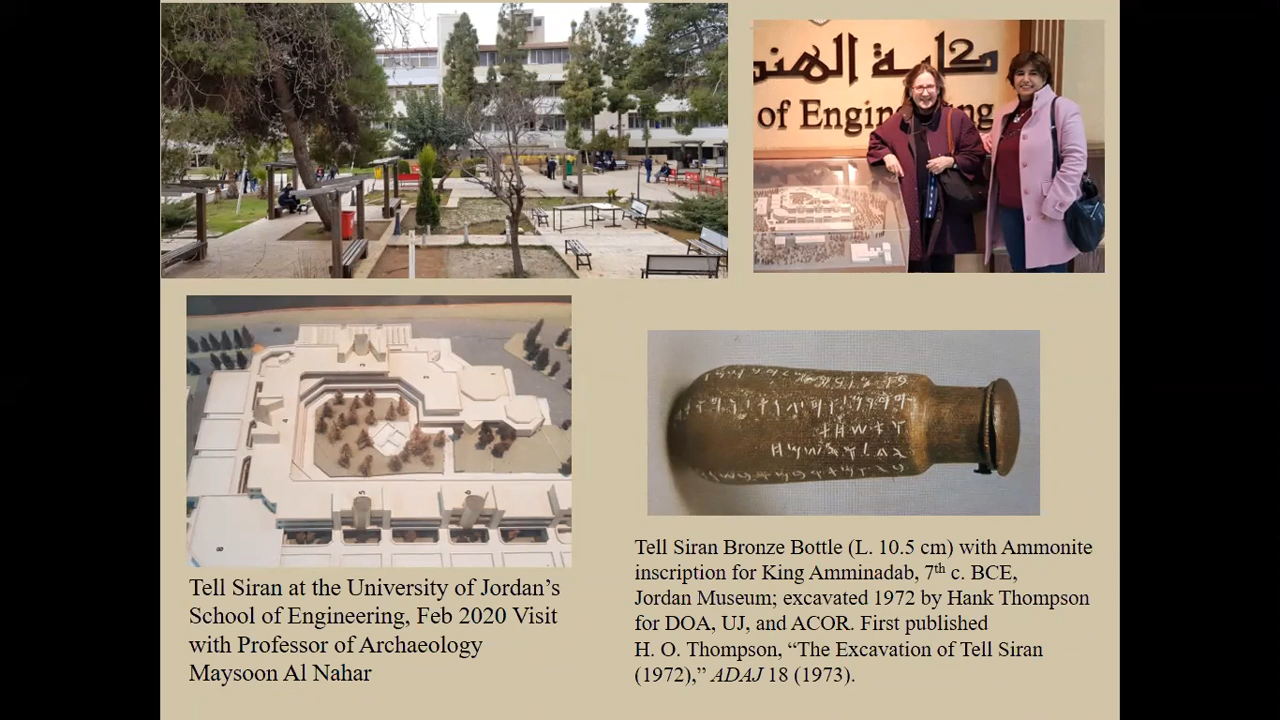 كلية الهند
of Engineering
Tell Siran at the University of Jordan’s
School of Engineering, Feb 2020 Visit
with Professor of Archaeology
Maysoon Al Nahar
Tell Siran Bronze Bottle (L. 10.5 cm) with Ammonite
inscription for King Amminadab, 7th c. BCE,
Jordan Museum; excavated 1972 by Hank Thompson
for DOA, UJ, and ACOR. First published
H. O. Thompson, “The Excavation of Tell Siran
(1972),” ADAJ 18 (1973).